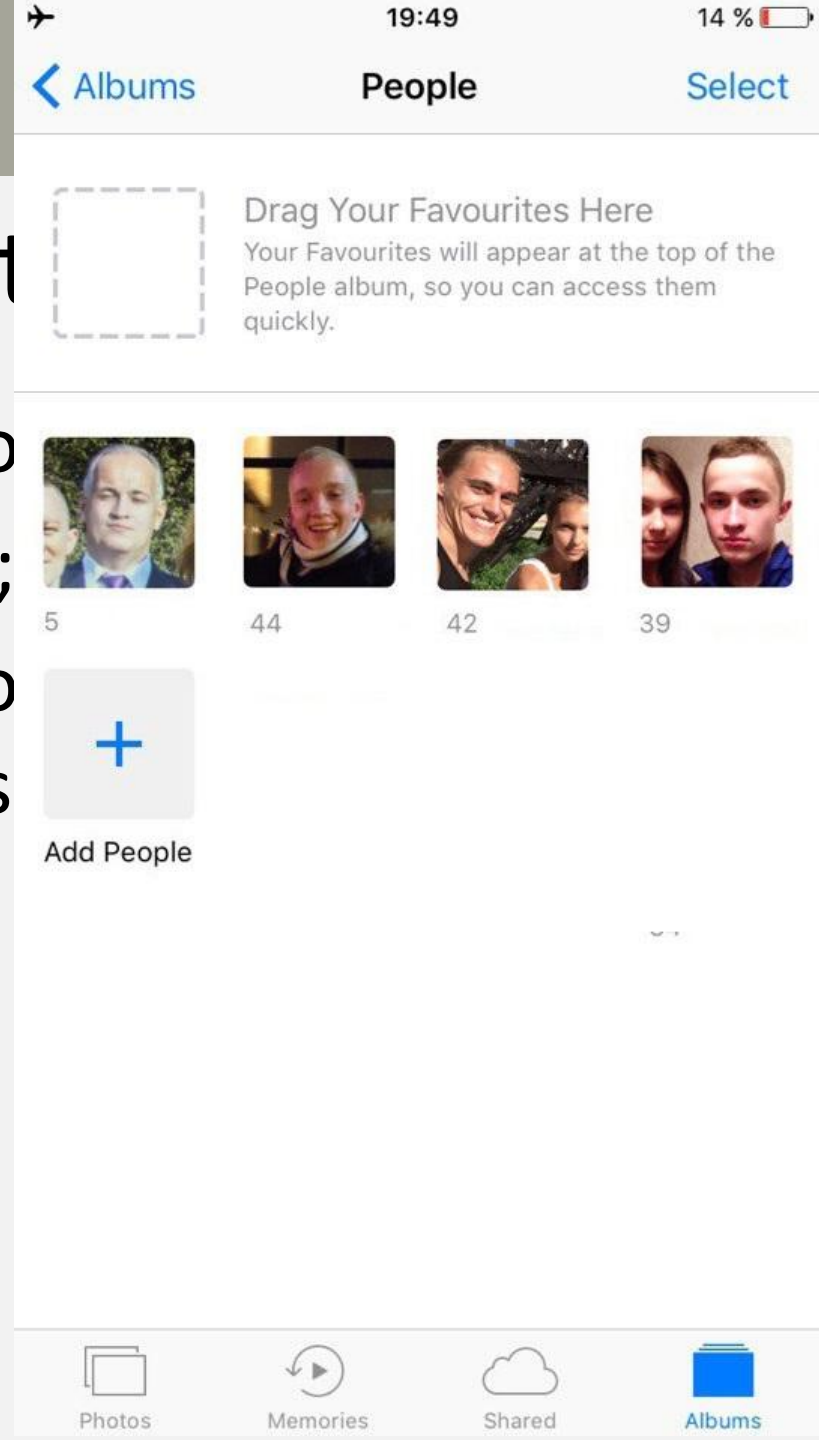 19:49
14 %
Albums
People
Select
Drag Your Favourites Here
Your Favourites will appear at the top of the
People album, so you can access them
quickly.
5
44
42
39
Add People
Photos
Memories
Shared
Albums